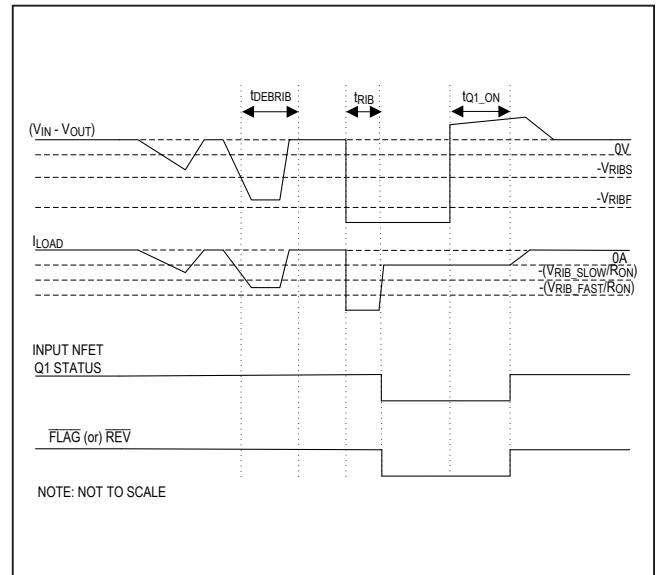 tDEBRIB tRIB tQ1_ON
(VIN - VOUT)
0V
-VRIBS
-VRIBF
ILOAD
0A
-(VRIB_SLOW/RON)
-(VRIB_FAST/RON)
INPUT NFET
Q1 STATUS
FLAG (or) REV
NOTE: NOT TO SCALE